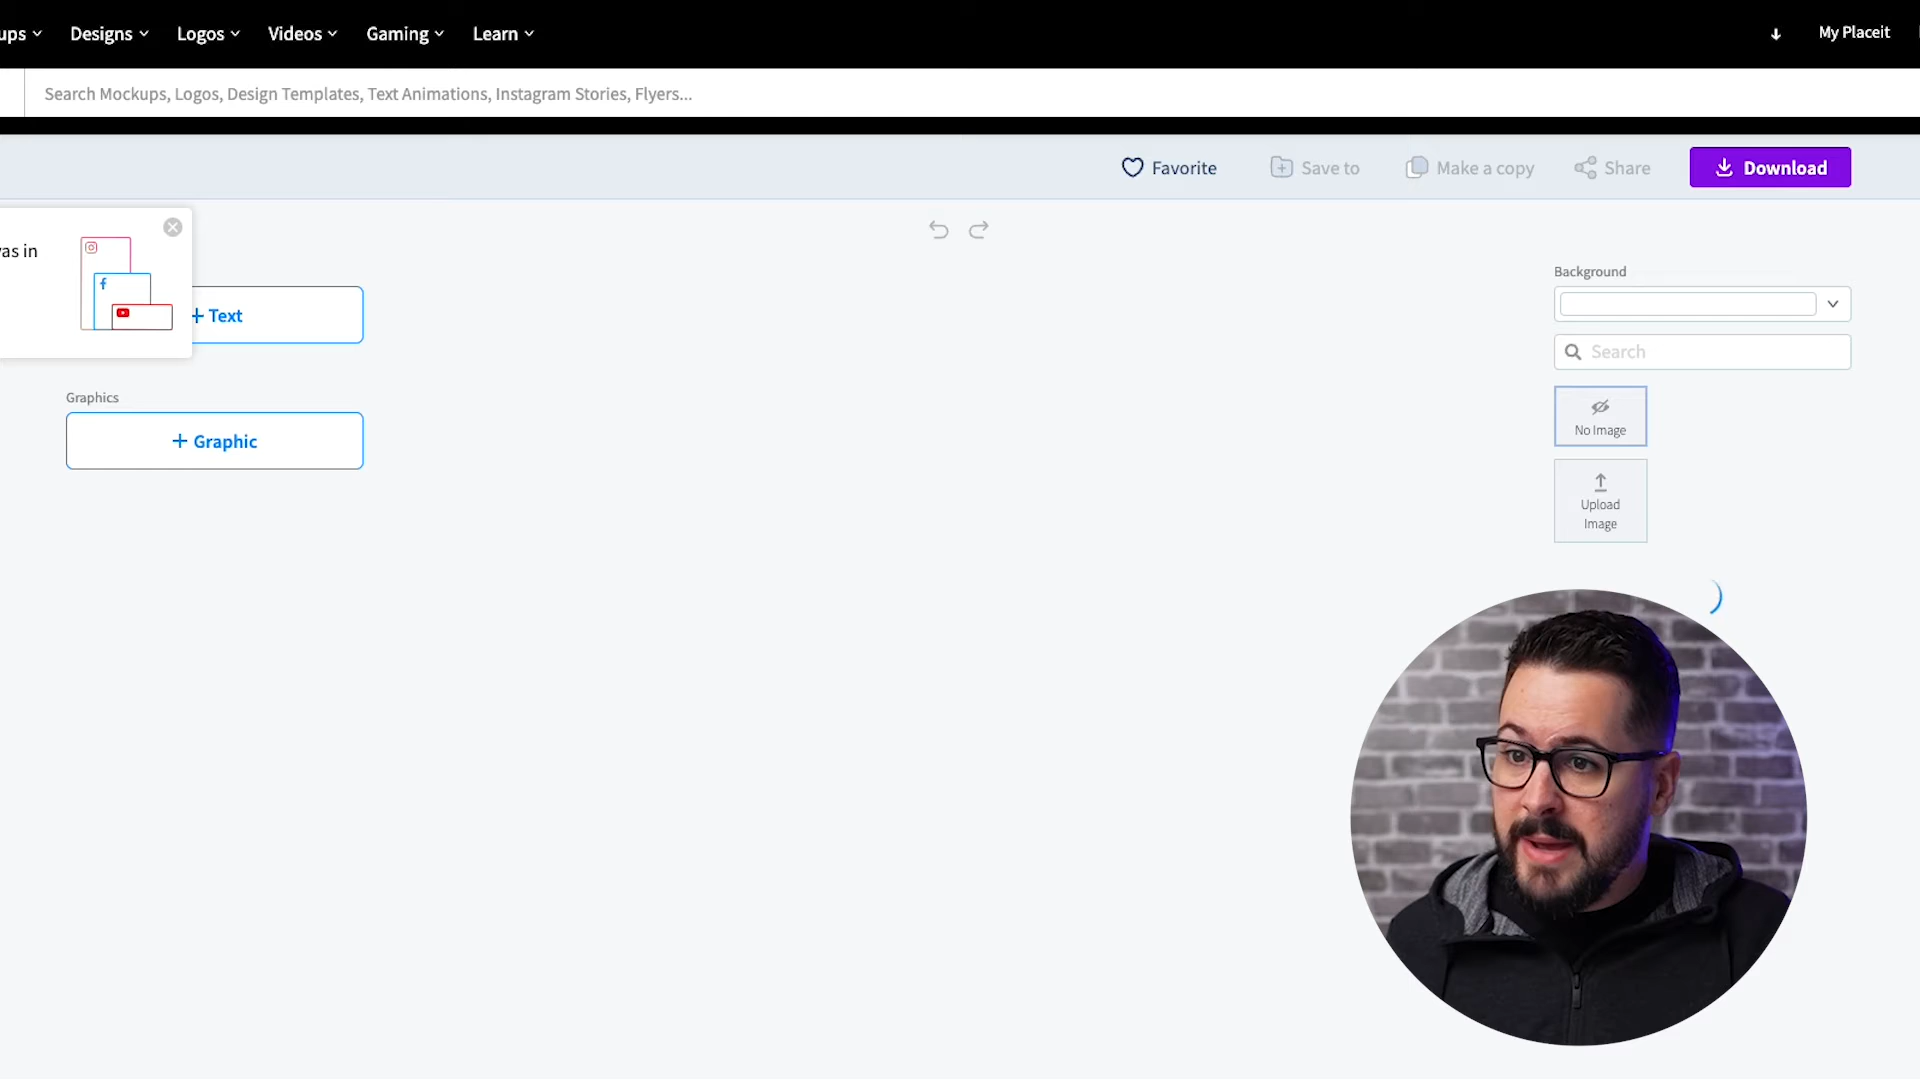 ups
Designs
Logos
Videos
Gaming
Learn
My Placeit
Search Mockups, Logos, Design Templates, Text Animations, Instagram Stories, Flyers...
Favorite
Save to
Make a copy
Share
Download
as in
+ Text
Graphics
+ Graphic
Background
Search
No Image
Upload
Image